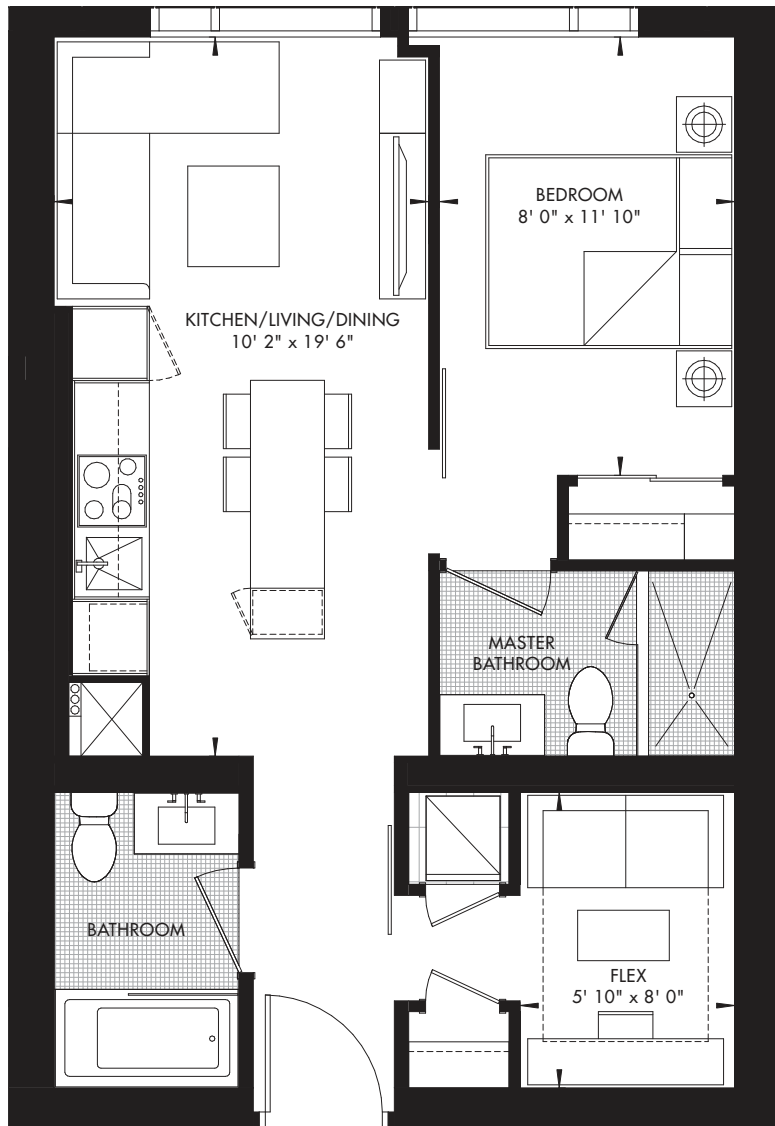 BEDROOM
8' 0" x 11' 10"
KITCHEN/LIVING/DINING
10' 2" x 19' 6"
MASTER
BATHROOM
BATHROOM
FLEX
5' 10" x 8' 0"